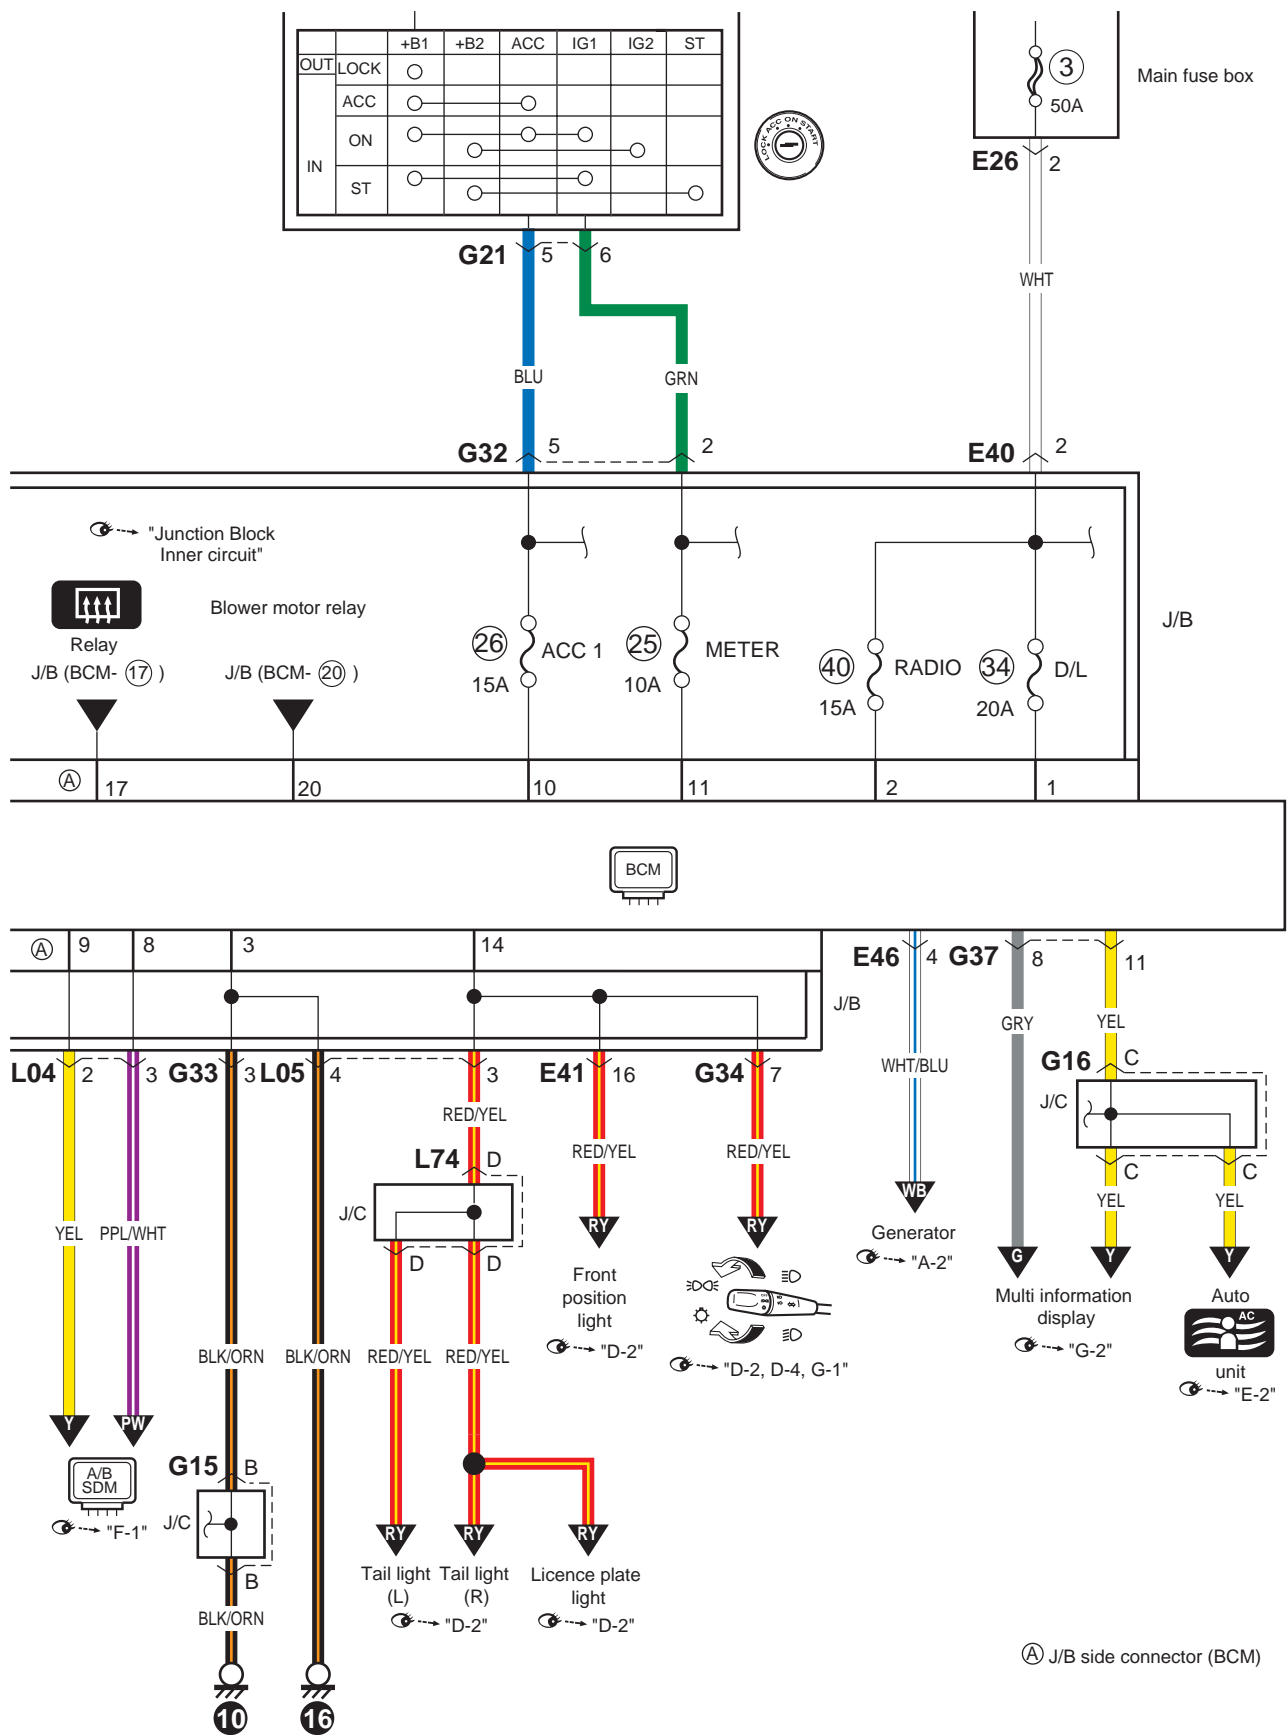 +B1 +B2 ACC IG1 IG2 ST
OUT LOCK
ACC
ON
IN
ST
LOCK ACC ON START
3
50A
Main fuse box
E26 2
G21 5 6
WHT
BLU GRN
G32 5 2 E40 2
"Junction Block
Inner circuit"
Relay
J/B (BCM- 17 )
Blower motor relay
J/B (BCM- 20 )
26 ACC 1
15A
25 METER
10A
40 RADIO
15A
34 D/L
20A
J/B
A 17 20 10 11 2 1
BCM
A 9 8 3 14
E46 4 G37 8 11
J/B
GRY YEL
WHT/BLU
L04 2 3 G33 3 L05 4 3 E41 16 G34 7
G16 C
J/C
C C
RED/YEL
L74 D
J/C
D D
RED/YEL RED/YEL
YEL PPL/WHT
YEL YEL
WB
Generator
"A-2"
RY
Front
position
light
"D-2"
RY
"D-2, D-4, G-1"
G Y
Multi information
display
"G-2"
Y
Auto
AC
unit
"E-2"
BLK/ORN BLK/ORN RED/YEL RED/YEL
Y PW
A/B
SDM
"F-1"
G15 B
J/C
B
BLK/ORN
RY RY RY
Tail light
(L)
Tail light
(R)
"D-2"
Licence plate
light
"D-2"
10 16
A J/B side connector (BCM)